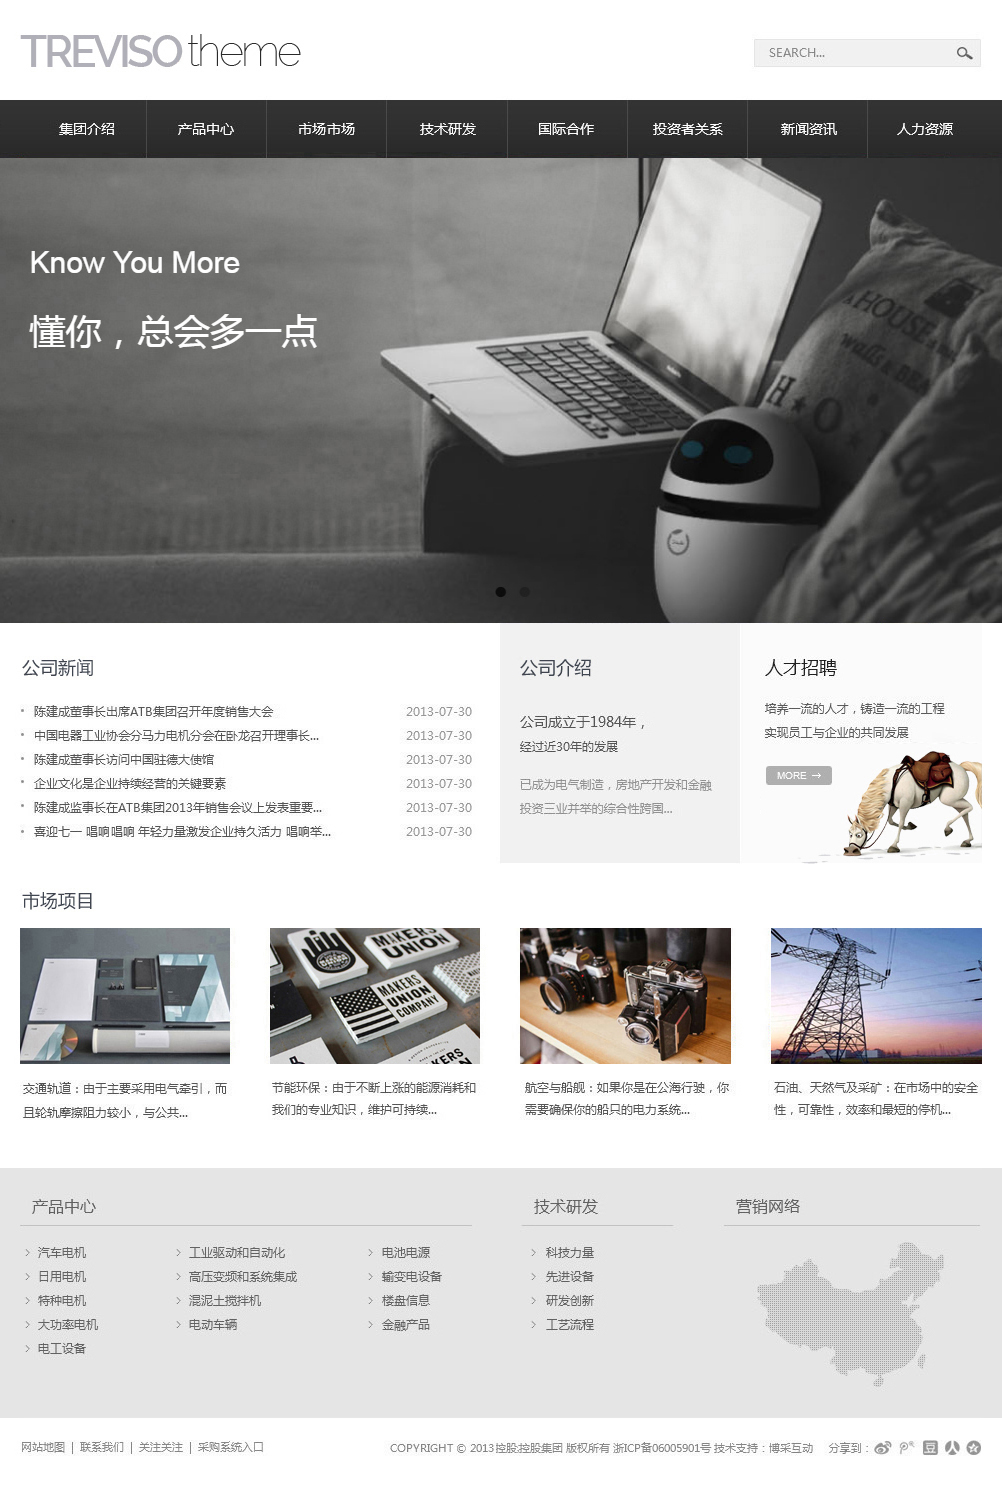 TREVISO theme
SEARCH...
集团介绍
产品中心
市场市场
技术研发
国际合作
投资者关系
新闻资讯
人力资源
Know You More
懂你，总会多一点
AHOUSE
公司新闻
陈建成董事长出席ATB集团召开年度销售大会 2013-07-30
中国电器工业协会分马力电机分会在卧龙召开理事长... 2013-07-30
陈建成董事长访问中国驻德大使馆 2013-07-30
企业文化是企业持续经营的关键要素 2013-07-30
陈建成监事长在ATB集团2013年销售会议上发表重要... 2013-07-30
喜迎七一 唱响唱响 年轻力量激发企业持久活力 唱响举... 2013-07-30
公司介绍
公司成立于1984年，
经过近30年的发展
已成为电气制造，房地产开发和金融
投资三业并举的综合性跨国...
人才招聘
培养一流的人才，铸造一流的工程
实现员工与企业的共同发展
MORE →
市场项目
MIKERS
UNION
MAKERS
UNION
COMPANY
交通轨道：由于主要采用电气牵引，而
且轮轨摩擦阻力较小，与公共...
节能环保：由于不断上涨的能源消耗和
我们的专业知识，维护可持续...
航空与船舰：如果你是在公海行驶，你
需要确保你的船只的电力系统...
石油、天然气及采矿：在市场中的安全
性，可靠性，效率和最短的停机...
产品中心
汽车电机
日用电机
特种电机
大功率电机
电工设备
工业驱动和自动化
高压变频和系统集成
混泥土搅拌机
电动车辆
电池电源
输变电设备
楼盘信息
金融产品
技术研发
科技力量
先进设备
研发创新
工艺流程
营销网络
网站地图 | 联系我们 | 关注关注 | 采购系统入口
COPYRIGHT © 2013控股;控股集团 版权所有 浙ICP备06005901号 技术支持：博采互动 分享到：
豆